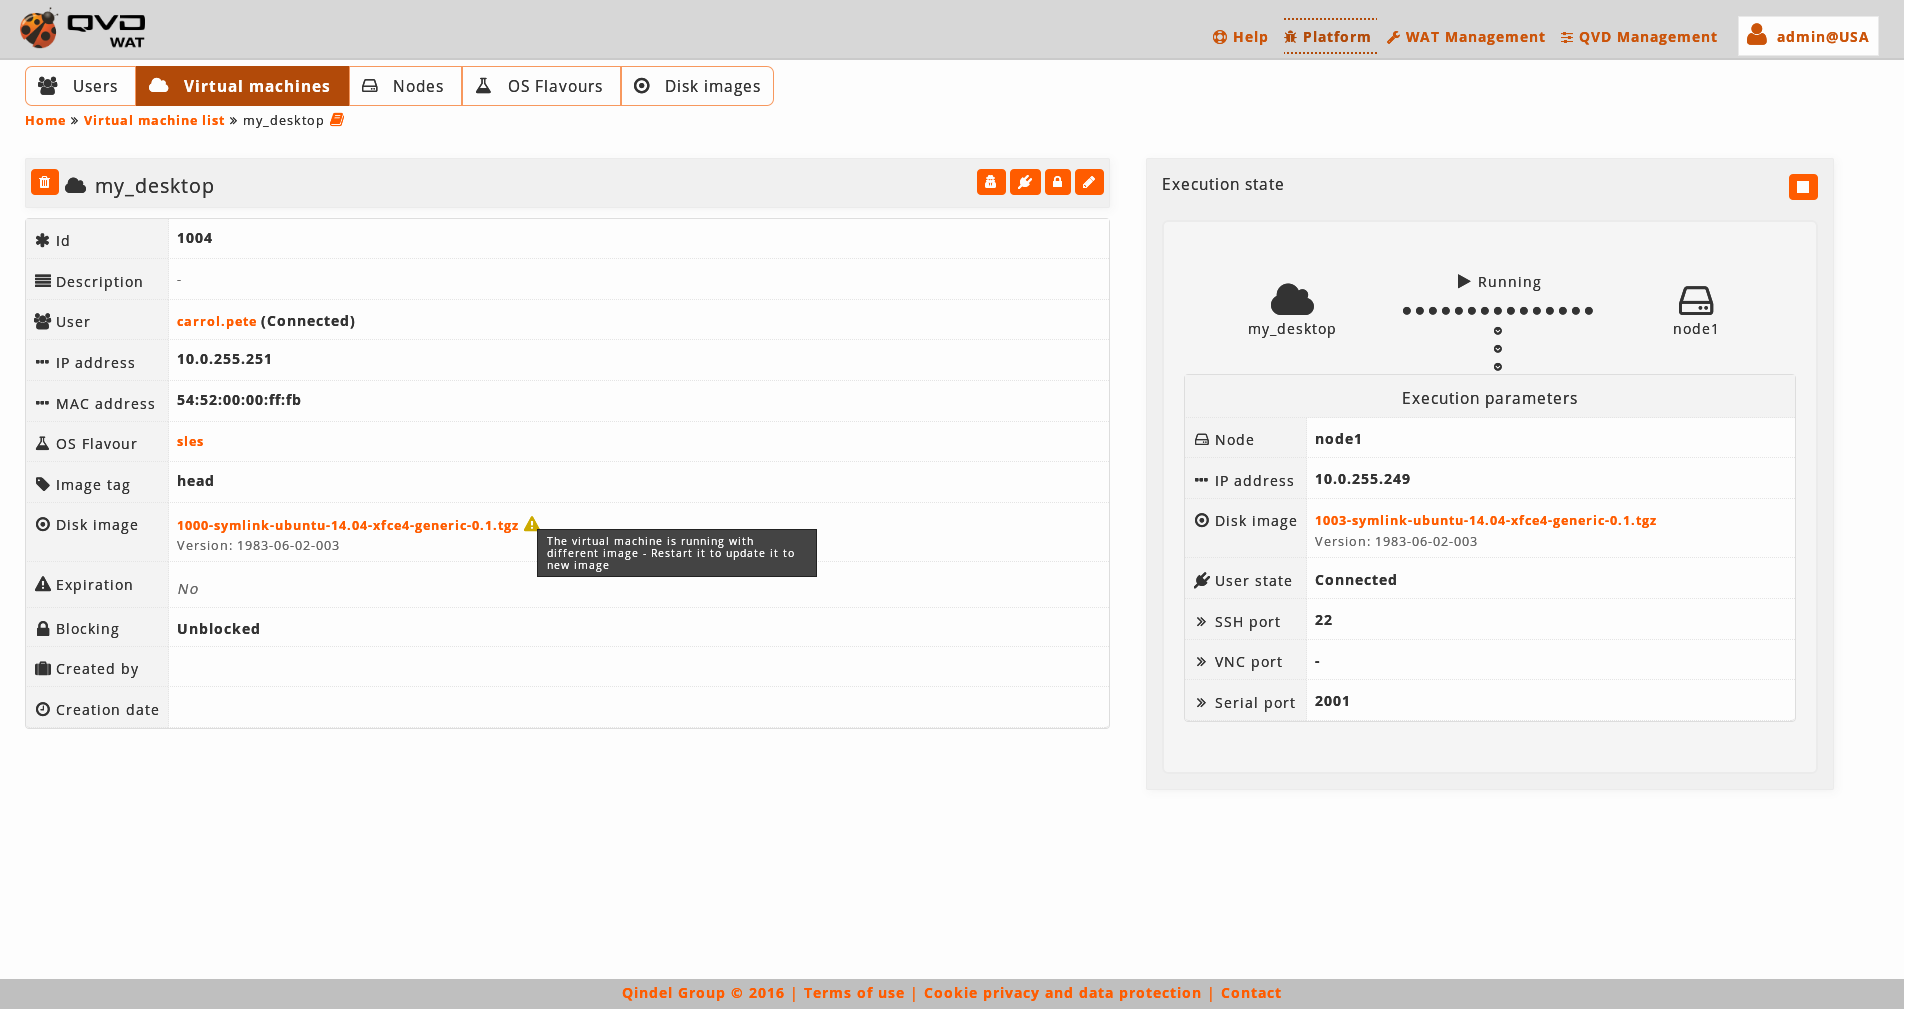 QVD
WAT
Help Platform WAT Management QVD Management admin@USA
Users Virtual machines Nodes OS Flavours Disk images
Home » Virtual machine list » my_desktop
my_desktop
Id 1004
Description -
User carrol.pete (Connected)
IP address 10.0.255.251
MAC address 54:52:00:00:ff:fb
OS Flavour sles
Image tag head
Disk image 1000-symlink-ubuntu-14.04-xfce4-generic-0.1.tgz
Version: 1983-06-02-003
The virtual machine is running with
different image - Restart it to update it to
new image
Expiration No
Blocking Unblocked
Created by
Creation date
Execution state
Running
my_desktop
node1
Execution parameters
Node node1
IP address 10.0.255.249
Disk image 1003-symlink-ubuntu-14.04-xfce4-generic-0.1.tgz
Version: 1983-06-02-003
User state Connected
SSH port 22
VNC port -
Serial port 2001
Qindel Group © 2016 | Terms of use | Cookie privacy and data protection | Contact